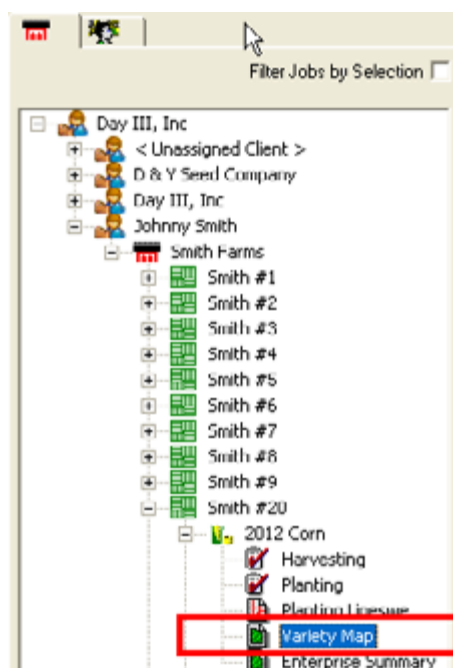 Filter Jobs by Selection
Day III, Inc
< Unassigned Client >
D & Y Seed Company
Day III, Inc
Johnny Smith
Smith Farms
Smith #1
Smith #2
Smith #3
Smith #4
Smith #5
Smith #6
Smith #7
Smith #8
Smith #9
Smith #20
2012 Corn
Harvesting
Planting
Planting
Variety Map
Enterprise Summary